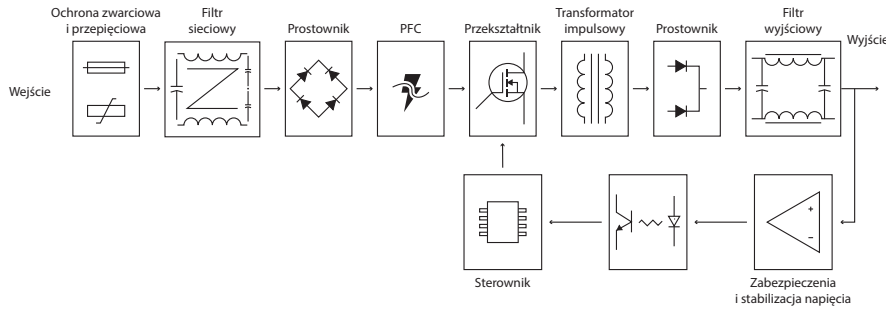 Ochrona zwarciowa
i przepięciowa
Filtr
sieciowy
Prostownik
PFC
Przekształtnik
Transformator
impulsowy
Prostownik
Filtr
wyjściowy
Wyjście
Wejście
Sterownik
Zabezpieczenia
i stabilizacja napięcia